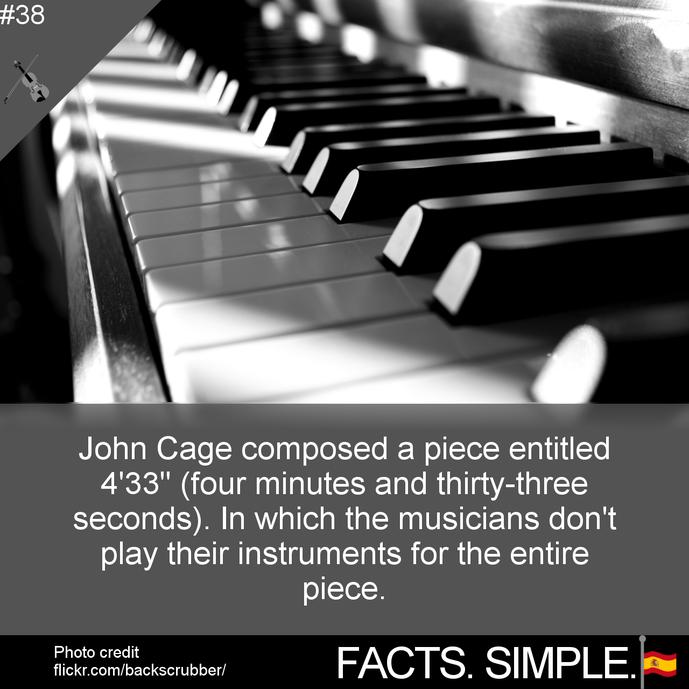 #38
John Cage composed a piece entitled
4'33" (four minutes and thirty-three
seconds). In which the musicians don't
play their instruments for the entire
piece.
Photo credit
flickr.com/backscrubber/
FACTS. SIMPLE.